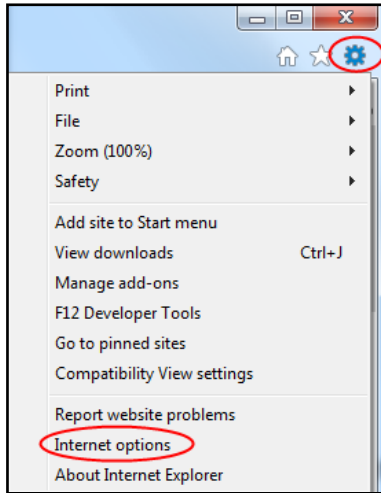 Print
File
Zoom (100%)
Safety
Add site to Start menu
View downloads Ctrl+J
Manage add-ons
F12 Developer Tools
Go to pinned sites
Compatibility View settings
Report website problems
Internet options
About Internet Explorer